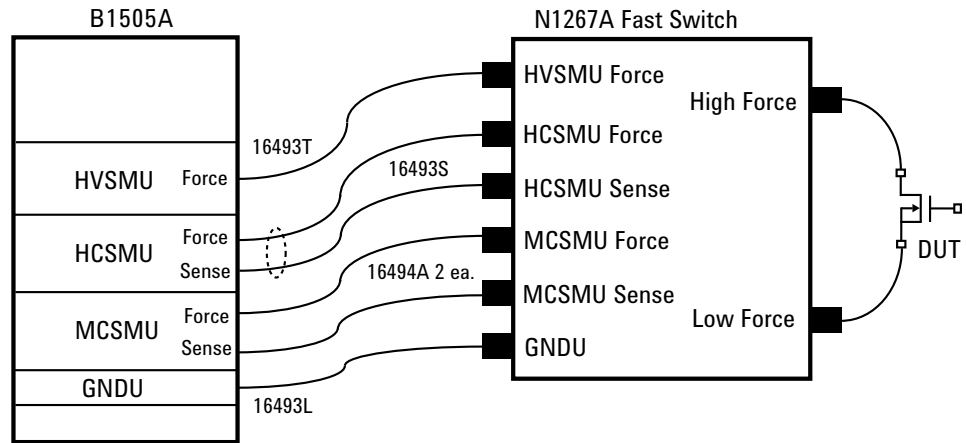 B1505A
N1267A Fast Switch
HVSMU Force
High Force
HCSMU Force
16493T
16493S
HVSMU Force
HCSMU Sense
Force
HCSMU
Sense
MCSMU Force
DUT
16494A 2 ea.
Force
MCSMU
Sense
MCSMU Sense
Low Force
GNDU
GNDU
16493L